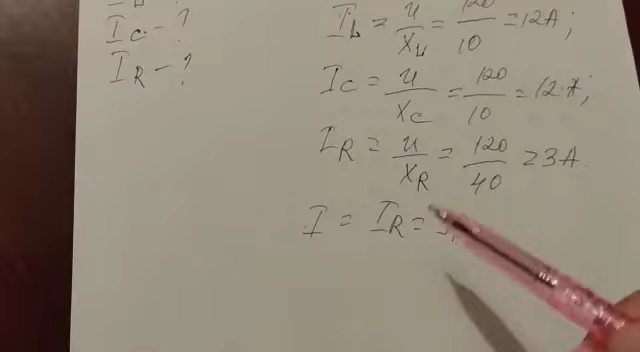 I_C - ?
I_R - ?
I_L = u/X_L = 120/10 = 12A;
I_C = u/X_C = 120/10 = 12A;
I_R = u/X_R = 120/40 = 3A.
I = I_R =